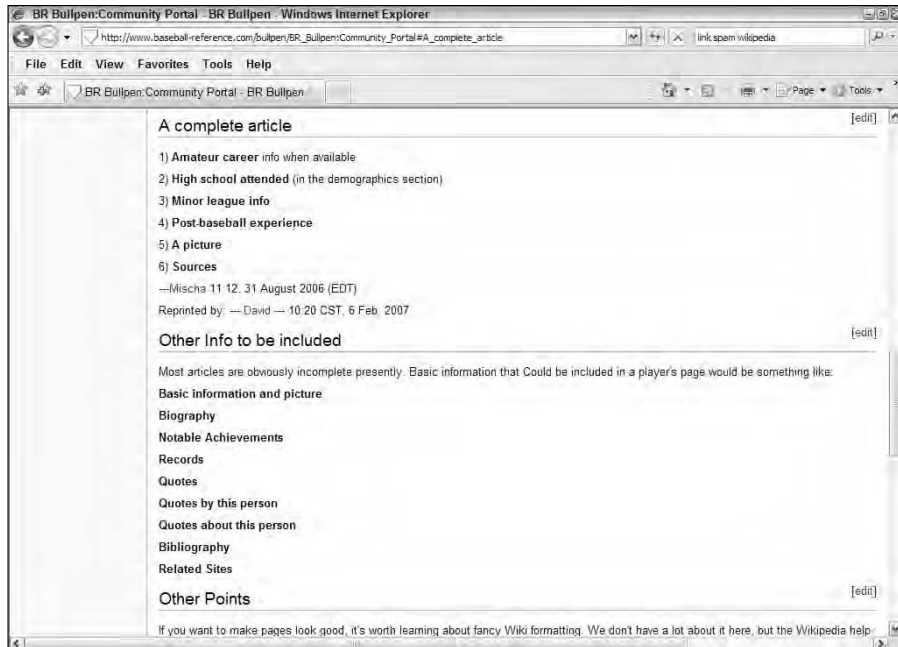 BR Bullpen:Community Portal - BR Bullpen - Windows Internet Explorer
http://www.baseball-reference.com/bullpen/BR_Bullpen:Community_Portal#A_complete_article
link spam wikipedia
File Edit View Favorites Tools Help
BR Bullpen:Community Portal - BR Bullpen
Page Tools
A complete article [edit]
1) Amateur career info when available
2) High school attended (in the demographics section)
3) Minor league info
4) Post-baseball experience
5) A picture
6) Sources
---Mischa 11 12, 31 August 2006 (EDT)
Reprinted by: --- David --- 10:20 CST, 6 Feb. 2007
Other Info to be included [edit]
Most articles are obviously incomplete presently. Basic information that Could be included in a player's page would be something like:
Basic information and picture
Biography
Notable Achievements
Records
Quotes
Quotes by this person
Quotes about this person
Bibliography
Related Sites
Other Points [edit]
If you want to make pages look good, it's worth learning about fancy Wiki formatting. We don't have a lot about it here, but the Wikipedia help